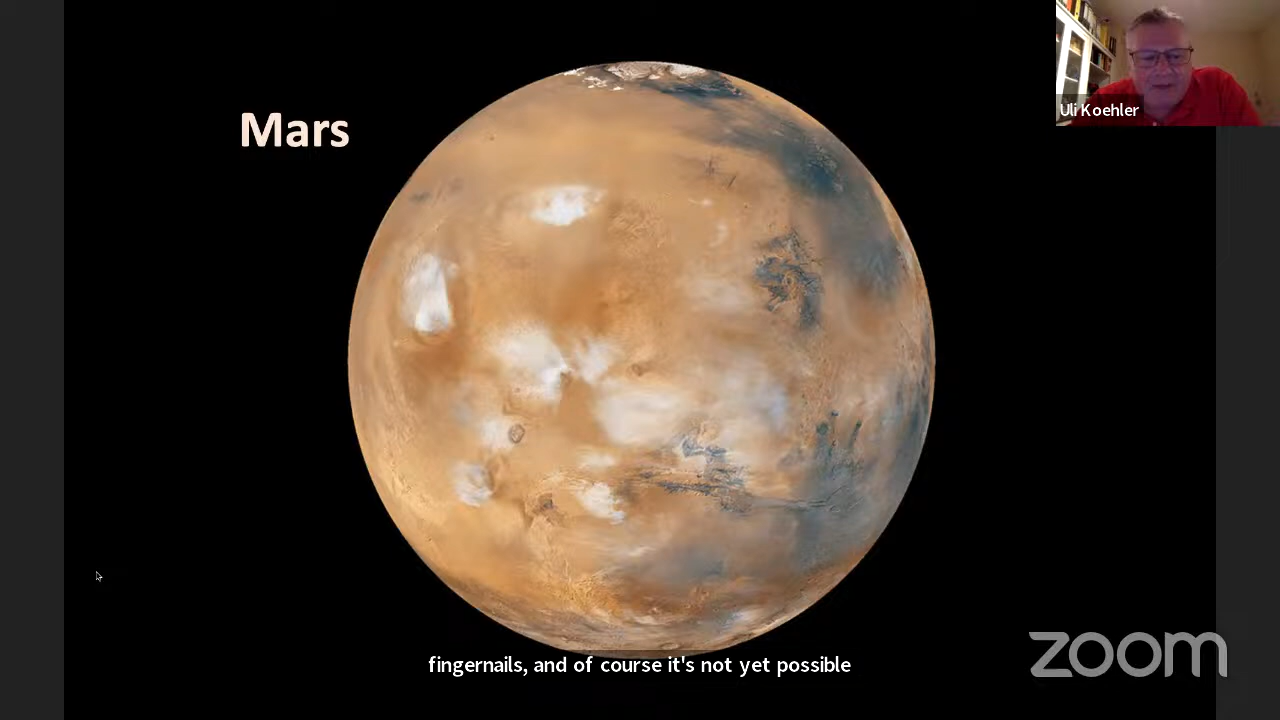 Mars
Uli Koehler
fingernails, and of course it's not yet possible
zoom